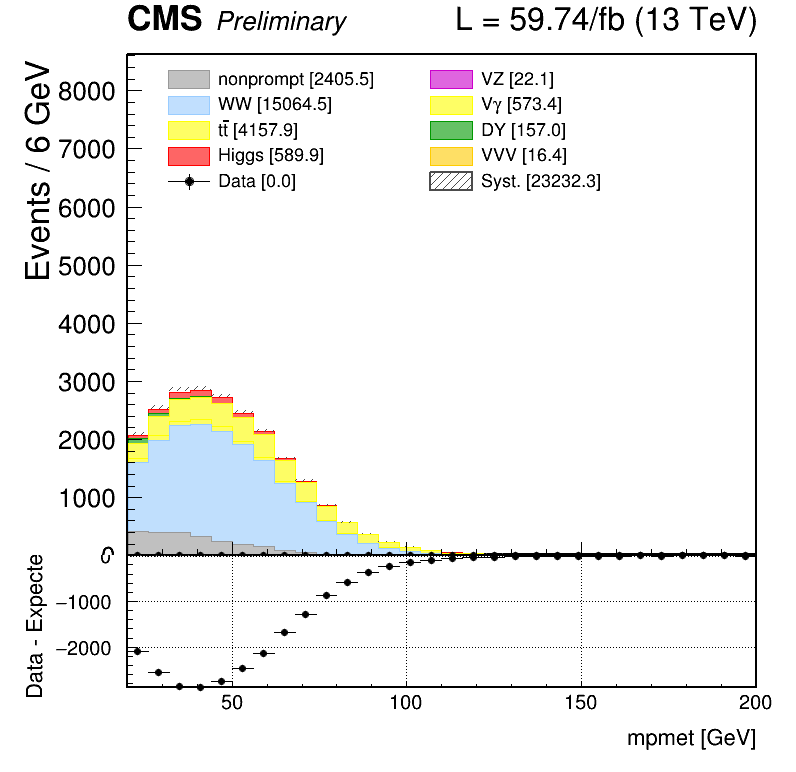 CMS Preliminary L = 59.74/fb (13 TeV)
Events / 6 GeV
8000
7000
6000
5000
4000
3000
2000
1000
0
nonprompt [2405.5]
WW [15064.5]
tt̄ [4157.9]
Higgs [589.9]
Data [0.0]
VZ [22.1]
Vγ [573.4]
DY [157.0]
VVV [16.4]
Syst. [23232.3]
Data - Expecte
0
−1000
−2000
50 100 150 200
mpmet [GeV]